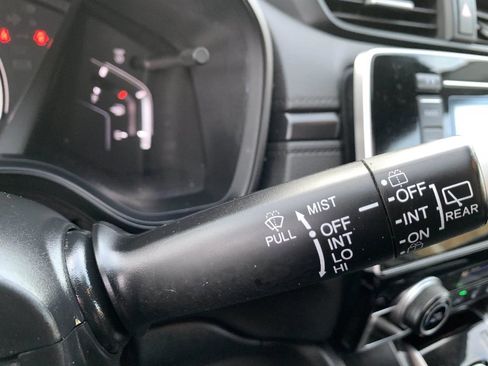 MIST
PULL
OFF
INT
LO
HI
OFF
INT
ON
REAR